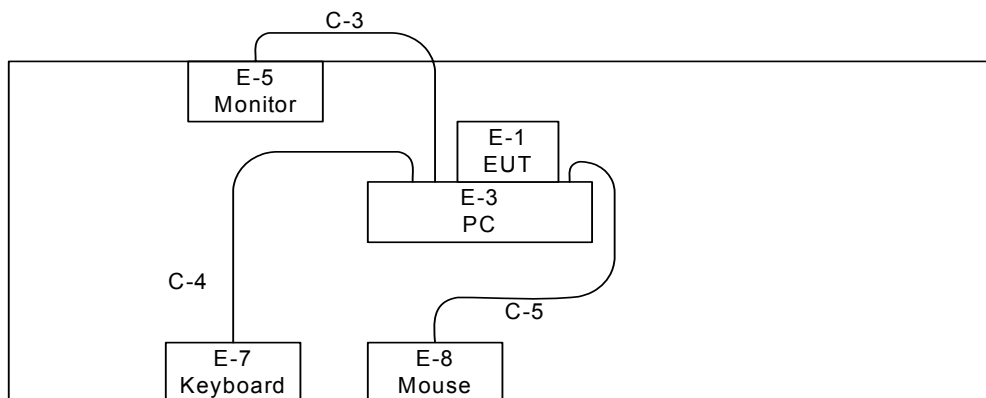 C-3
E-5
Monitor
E-1
EUT
E-3
PC
C-4
C-5
E-7
Keyboard
E-8
Mouse